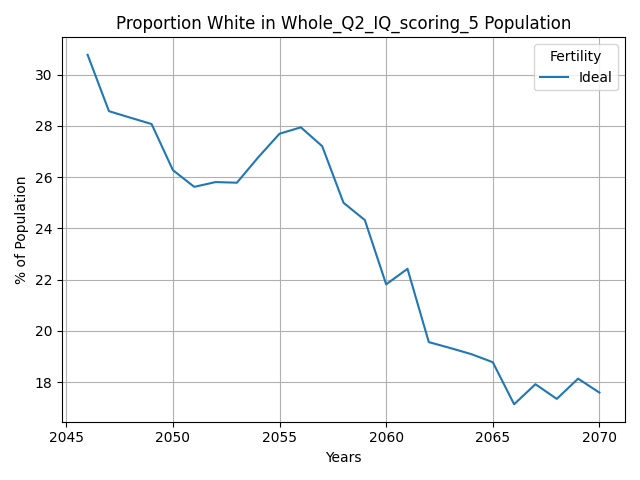 Proportion White in Whole_Q2_IQ_scoring_5 Population
Fertility
Ideal
% of Population
30
28
26
24
22
20
18
2045 2050 2055 2060 2065 2070
Years